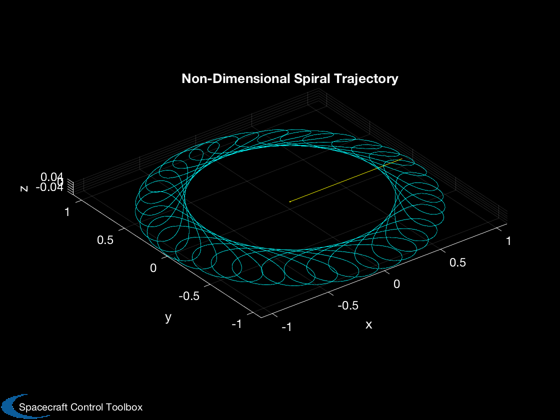 Non-Dimensional Spiral Trajectory
0.04
0
-0.04
z
1
0.5
0
-0.5
-1
y
1
0.5
0
-0.5
-1
x
Spacecraft Control Toolbox